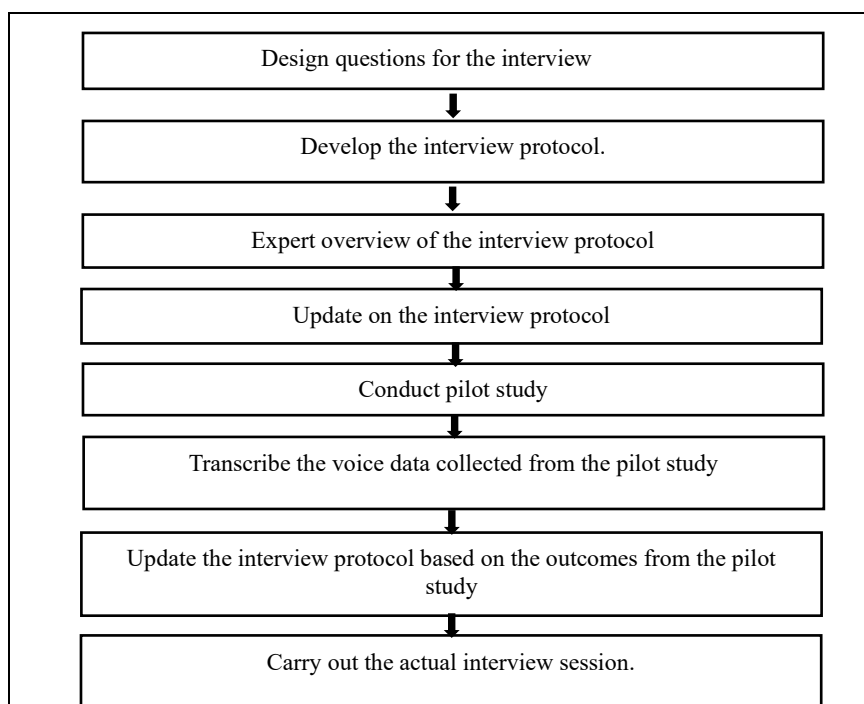 Design questions for the interview
Develop the interview protocol.
Expert overview of the interview protocol
Update on the interview protocol
Conduct pilot study
Transcribe the voice data collected from the pilot study
Update the interview protocol based on the outcomes from the pilot
study
Carry out the actual interview session.